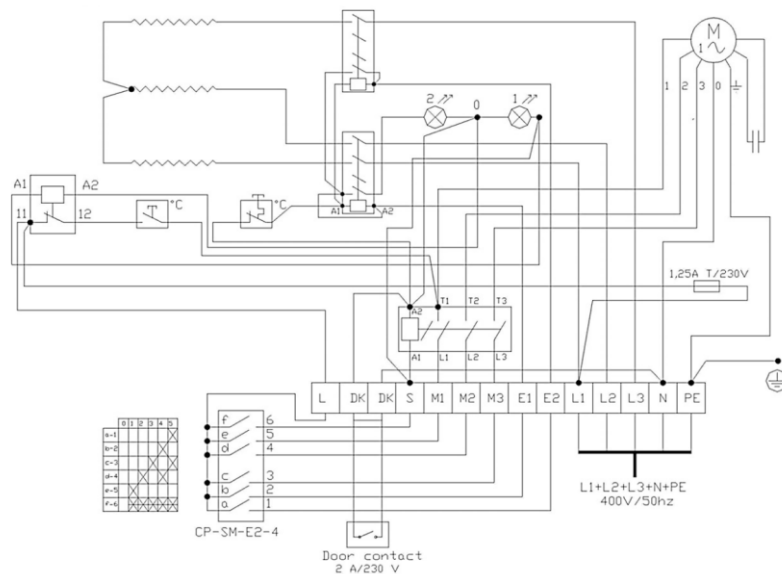 M
1
2
0
1
1
2
3
0
A1
A2
°C
°C
11
12
A1
A2
1,25A T/230V
A2
T1
T2
T3
A1
L1
L2
L3
L
DK
DK
S
M1
M2
M3
E1
E2
L1
L2
L3
N
PE
0 1 2 3 4 5
a-1
b-2
c-3
d-4
e-5
f-6
f 6
e 5
d 4
c 3
b 2
a 1
CP-SM-E2-4
L1+L2+L3+N+PE
400V/50hz
Door contact
2 A/230 V